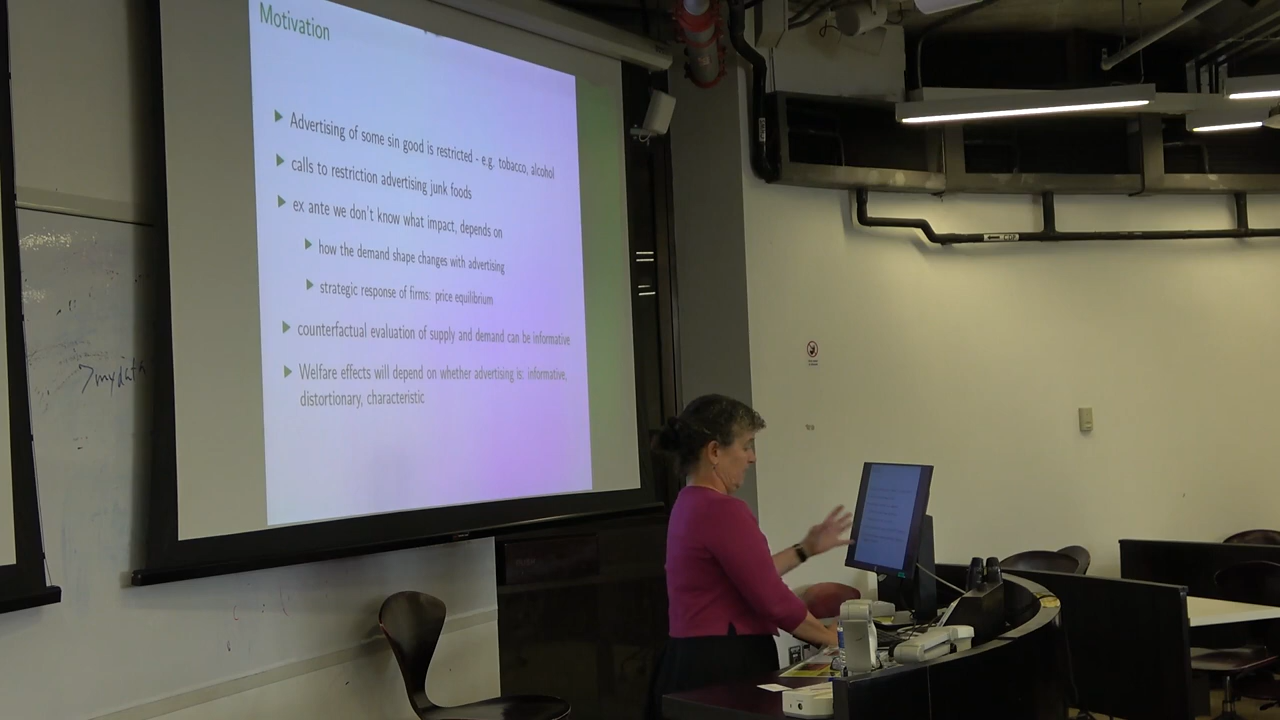 Motivation
Advertising of some sin good is restricted - e.g. tobacco, alcohol
calls to restriction advertising junk foods
ex ante we don't know what impact, depends on
how the demand shape changes with advertising
strategic response of firms: price equilibrium
counterfactual evaluation of supply and demand can be informative
Welfare effects will depend on whether advertising is: informative,
distortionary, characteristic
>mydata